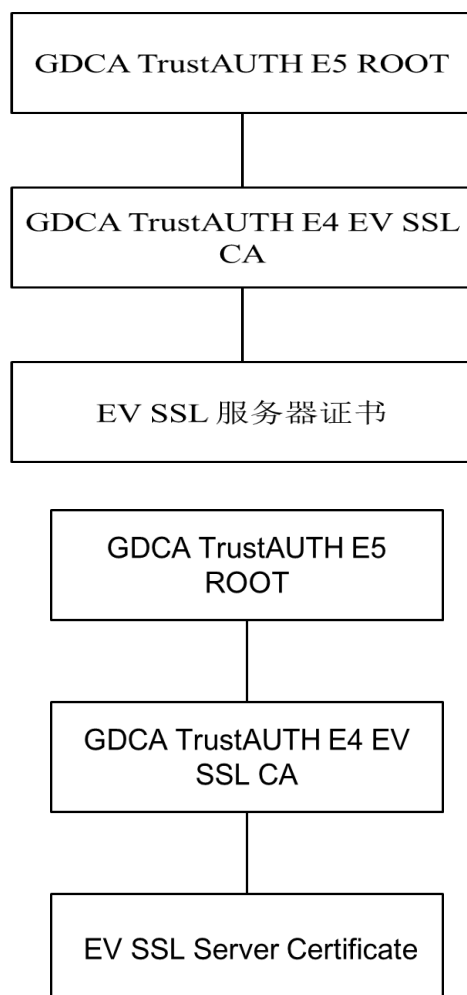 GDCA TrustAUTH E5 ROOT
GDCA TrustAUTH E4 EV SSL
CA
EV SSL 服务器证书
GDCA TrustAUTH E5
ROOT
GDCA TrustAUTH E4 EV
SSL CA
EV SSL Server Certificate